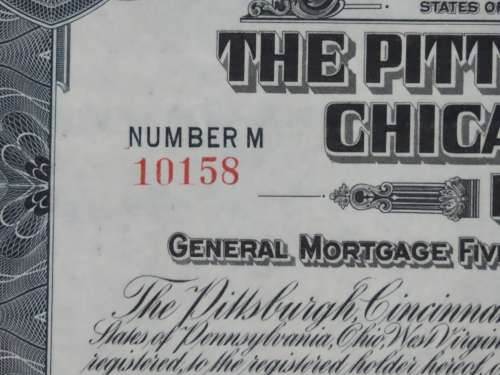 STATES OF
THE PITT
CHICA
NUMBER M
10158
GENERAL MORTGAGE FIV
The Pittsburgh, Cincinna
States of Pennsylvania, Ohio, West Virgin
registered, to the registered holder hereof,